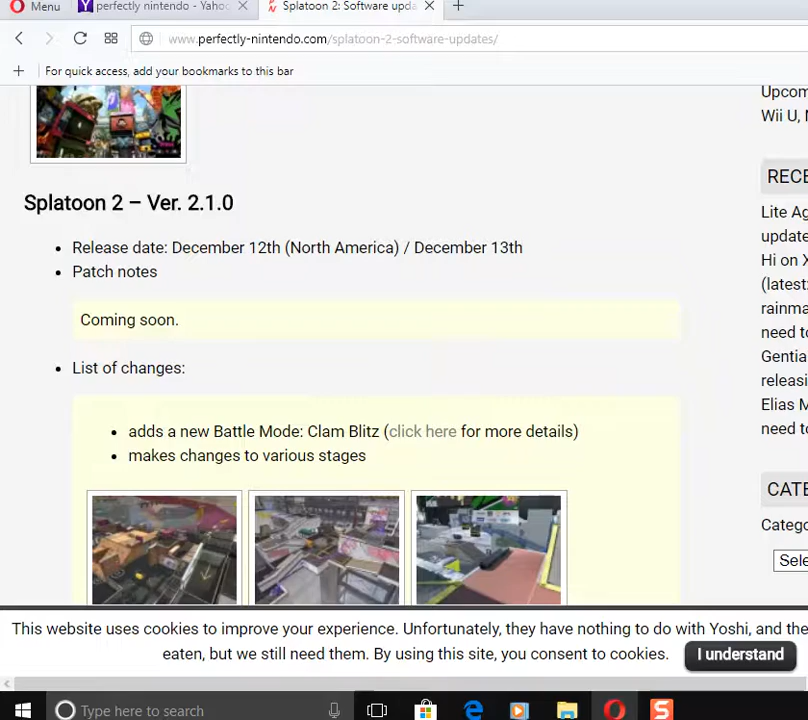 Menu perfectly nintendo - Yahoo Splatoon 2: Software upda
www.perfectly-nintendo.com/splatoon-2-software-updates/
For quick access, add your bookmarks to this bar
Upcom
Wii U, N
Splatoon 2 – Ver. 2.1.0
RECE
Release date: December 12th (North America) / December 13th
Patch notes
Coming soon.
List of changes:
adds a new Battle Mode: Clam Blitz (click here for more details)
makes changes to various stages
Lite Ag
update
Hi on X
(latest:
rainma
need to
Gentia
releasi
Elias M
need to
CATE
Catego
Sele
This website uses cookies to improve your experience. Unfortunately, they have nothing to do with Yoshi, and the
eaten, but we still need them. By using this site, you consent to cookies.
I understand
Type here to search